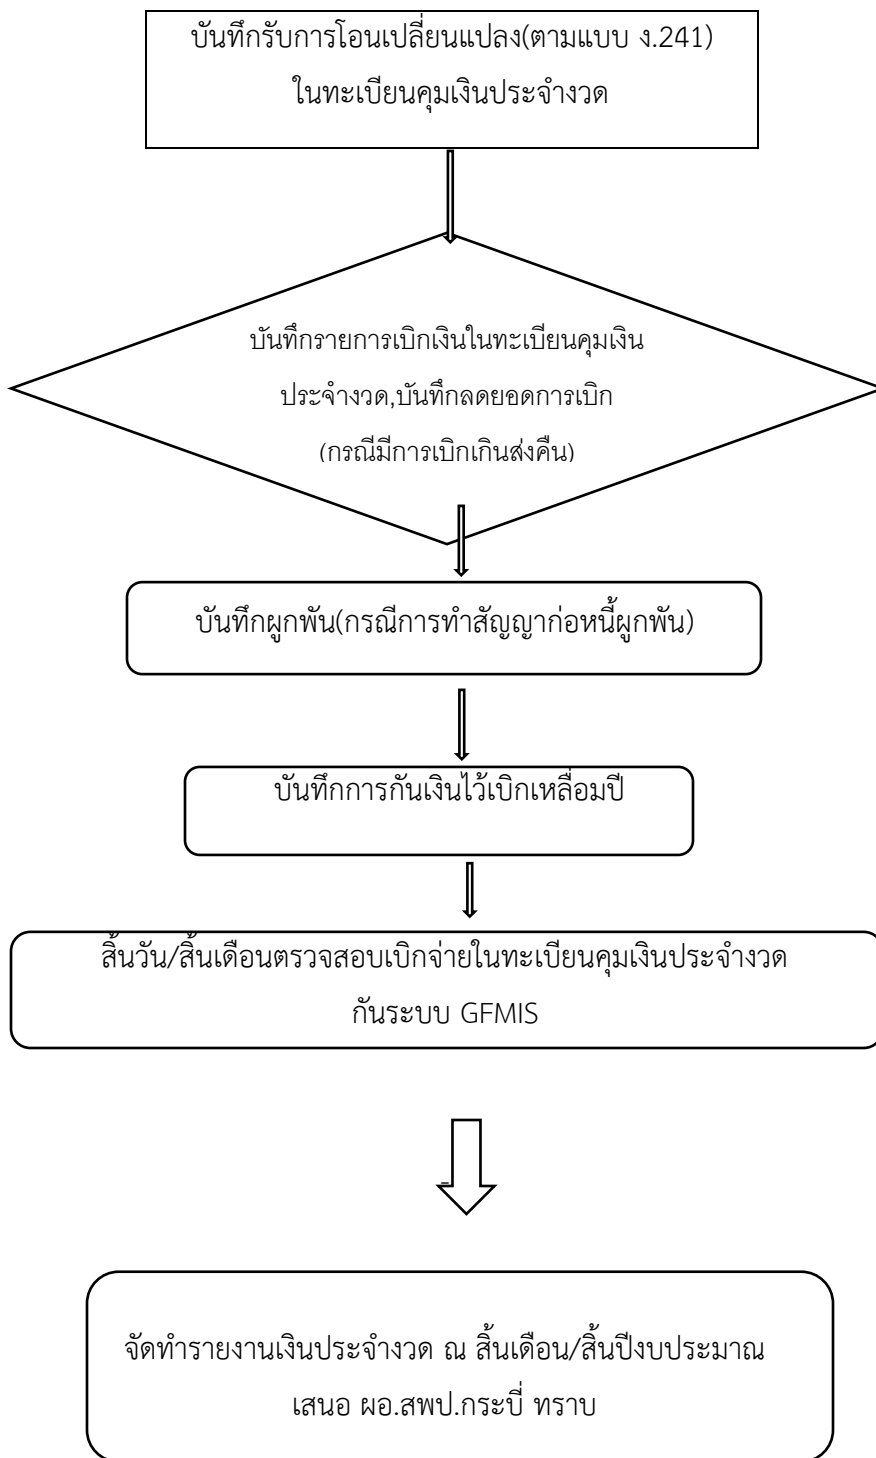 บันทึกรับการโอนเปลี่ยนแปลง(ตามแบบ ง.241)
ในทะเบียนคุมเงินประจำงวด
บันทึกรายการเบิกเงินในทะเบียนคุมเงิน
ประจำงวด,บันทึกลดยอดการเบิก
(กรณีมีการเบิกเกินส่งคืน)
บันทึกผูกพัน(กรณีการทำสัญญาก่อหนี้ผูกพัน)
บันทึกการกันเงินไว้เบิกเหลื่อมปี
สิ้นวัน/สิ้นเดือนตรวจสอบเบิกจ่ายในทะเบียนคุมเงินประจำงวด
กันระบบ GFMIS
จัดทำรายงานเงินประจำงวด ณ สิ้นเดือน/สิ้นปีงบประมาณ
เสนอ ผอ.สพป.กระบี่ ทราบ